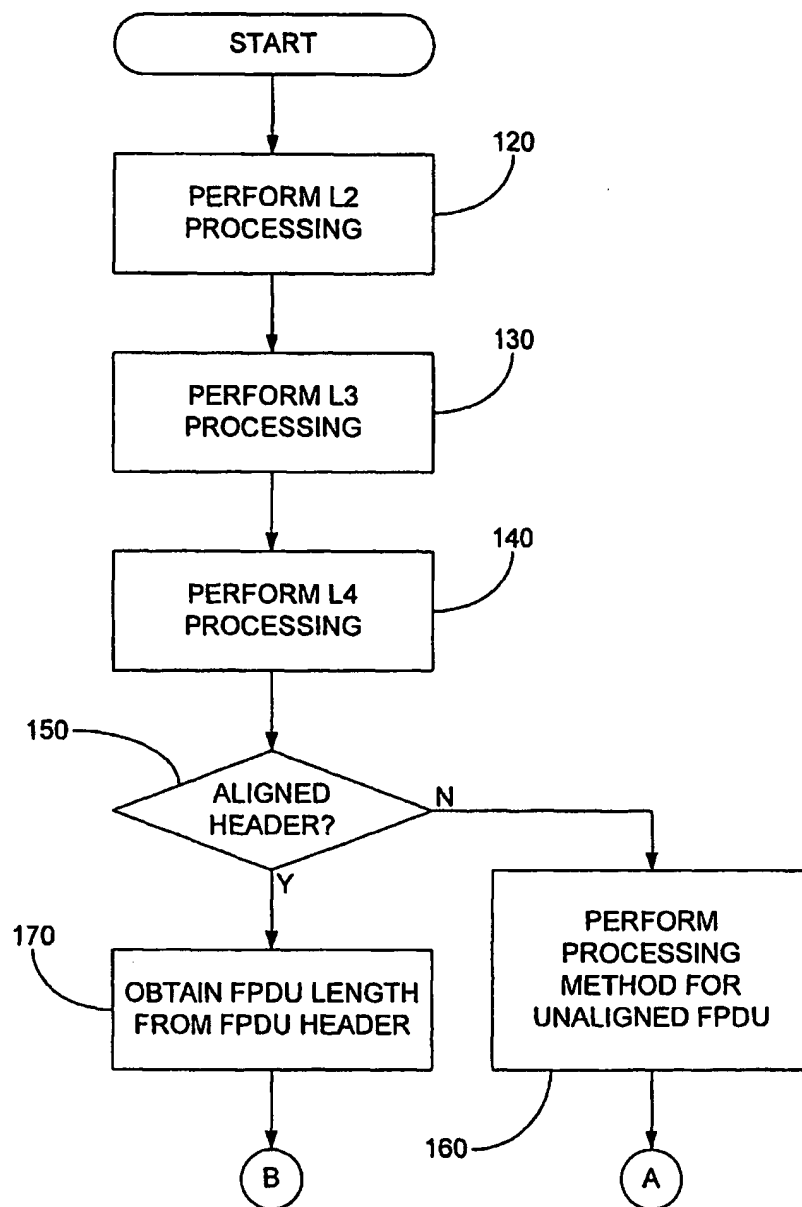 START
120
PERFORM L2
PROCESSING
130
PERFORM L3
PROCESSING
140
PERFORM L4
PROCESSING
150
ALIGNED
HEADER?
N
Y
170
OBTAIN FPDU LENGTH
FROM FPDU HEADER
PERFORM
PROCESSING
METHOD FOR
UNALIGNED FPDU
160
B
A